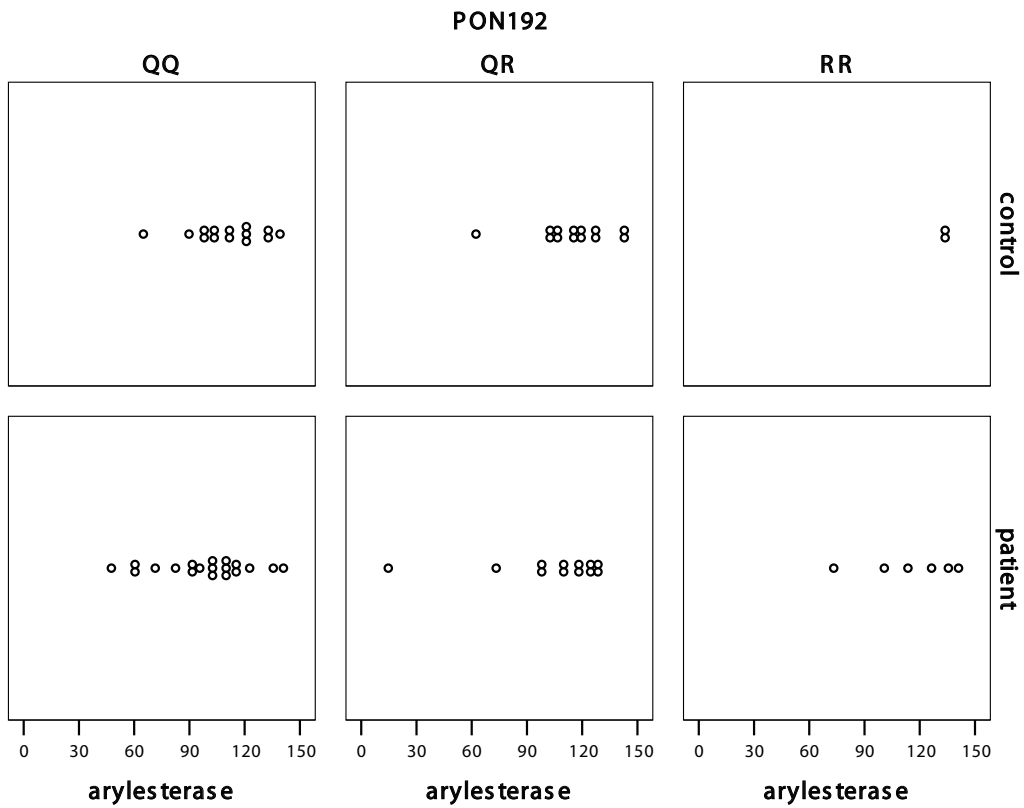 PON192
QQ QR RR
control
patient
0 30 60 90 120 150 0 30 60 90 120 150 0 30 60 90 120 150
arylesterase arylesterase arylesterase